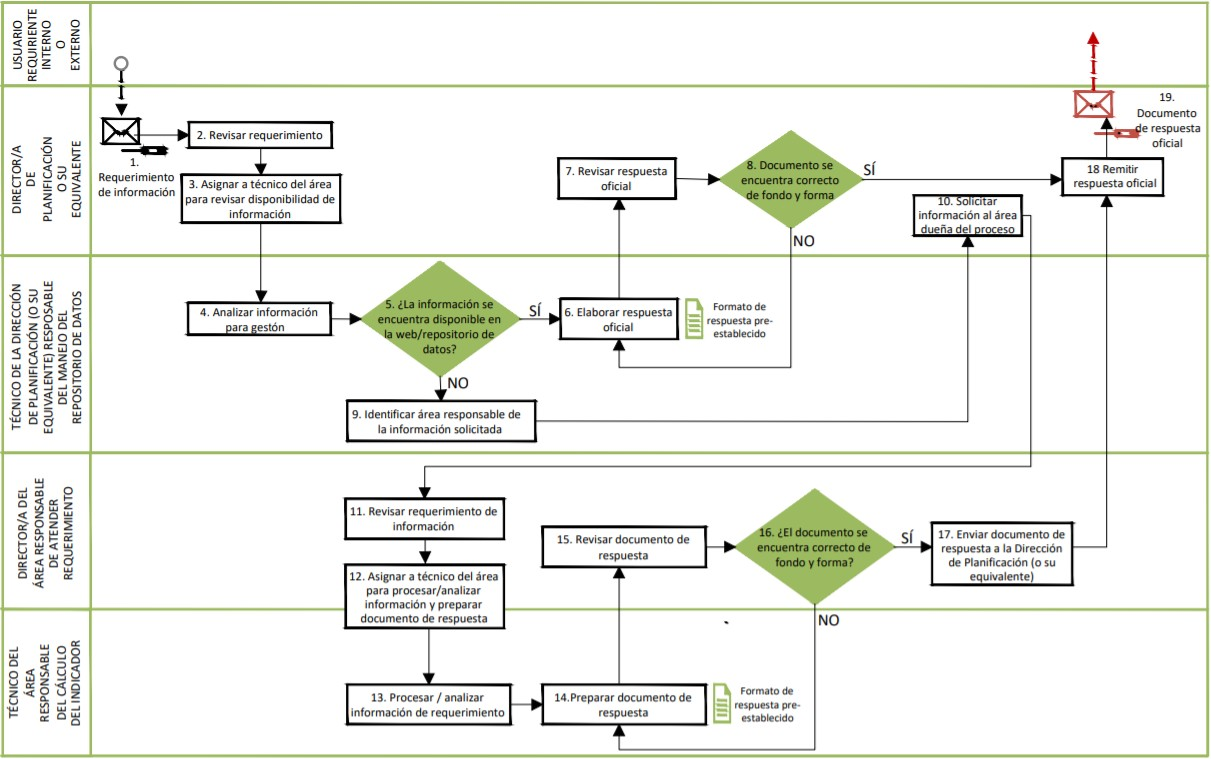 USUARIO
REQUIRIENTE
INTERNO
O
EXTERNO
DIRECTOR/A
DE
PLANIFICACIÓN
O SU
EQUIVALENTE
1.
Requerimiento
de información
2. Revisar requerimiento
3. Asignar a técnico del área
para revisar disponibilidad de
información
7. Revisar respuesta
oficial
8. Documento se
encuentra correcto
de fondo y forma
SÍ
NO
10. Solicitar
información al área
dueña del proceso
18 Remitir
respuesta oficial
19.
Documento
de respuesta
oficial
TÉCNICO DE LA DIRECCIÓN
DE PLANIFICACIÓN (O SU
EQUIVALENTE) RESPOSABLE
DEL MANEJO DEL
REPOSITORIO DE DATOS
4. Analizar información
para gestón
5. ¿La información se
encuentra disponible en
la web/repositorio de
datos?
SÍ
NO
6. Elaborar respuesta
oficial
Formato de
respuesta pre-
establecido
9. Identificar área responsable de
la información solicitada
DIRECTOR/A DEL
ÁREA RESPONSABLE
DE ATENDER
REQUERIMIENTO
11. Revisar requerimiento de
información
12. Asignar a técnico del área
para procesar/analizar
información y preparar
documento de respuesta
15. Revisar documento de
respuesta
16. ¿El documento se
encuentra correcto de
fondo y forma?
SÍ
NO
17. Enviar documento de
respuesta a la Dirección
de Planificación (o su
equivalente)
TÉCNICO DEL
ÁREA
RESPONSABLE
DEL CÁLCULO
DEL INDICADOR
13. Procesar / analizar
información de requerimiento
14.Preparar documento de
respuesta
Formato de
respuesta pre-
establecido